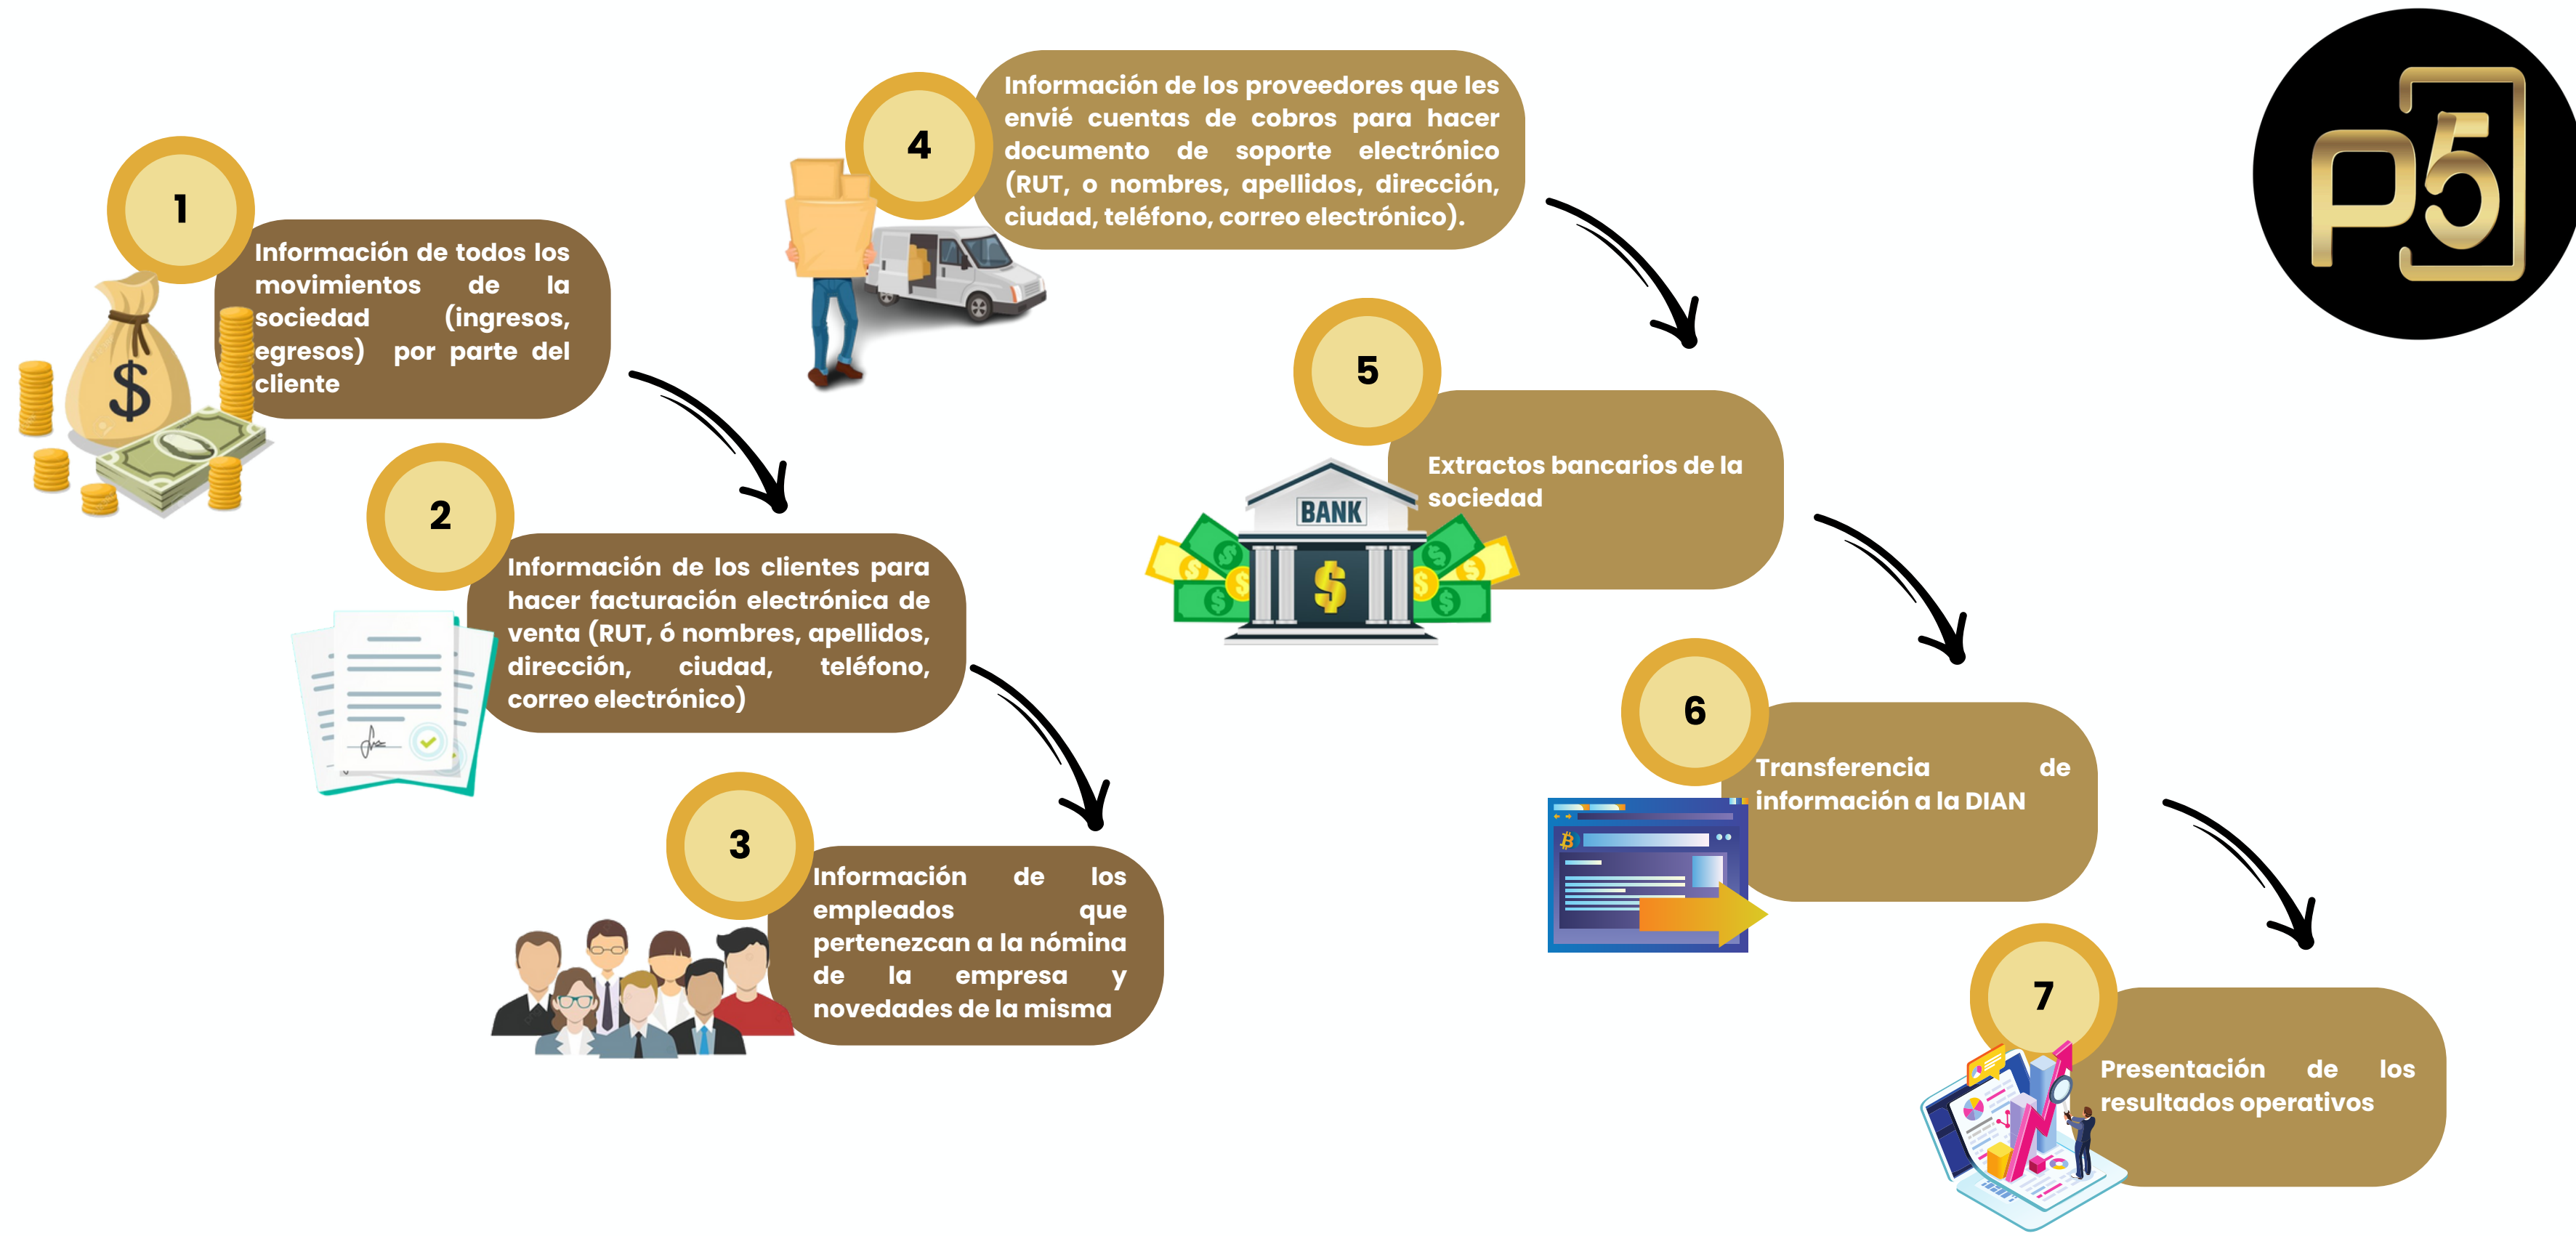 1
Información de todos los
movimientos de la
sociedad (ingresos,
egresos) por parte del
cliente
2
Información de los clientes para
hacer facturación electrónica de
venta (RUT, ó nombres, apellidos,
dirección, ciudad, teléfono,
correo electrónico)
3
Información de los
empleados que
pertenezcan a la nómina
de la empresa y
novedades de la misma
4
Información de los proveedores que les
envié cuentas de cobros para hacer
documento de soporte electrónico
(RUT, o nombres, apellidos, dirección,
ciudad, teléfono, correo electrónico).
5
BANK
Extractos bancarios de la
sociedad
6
Transferencia de
información a la DIAN
7
Presentación de los
resultados operativos
P5